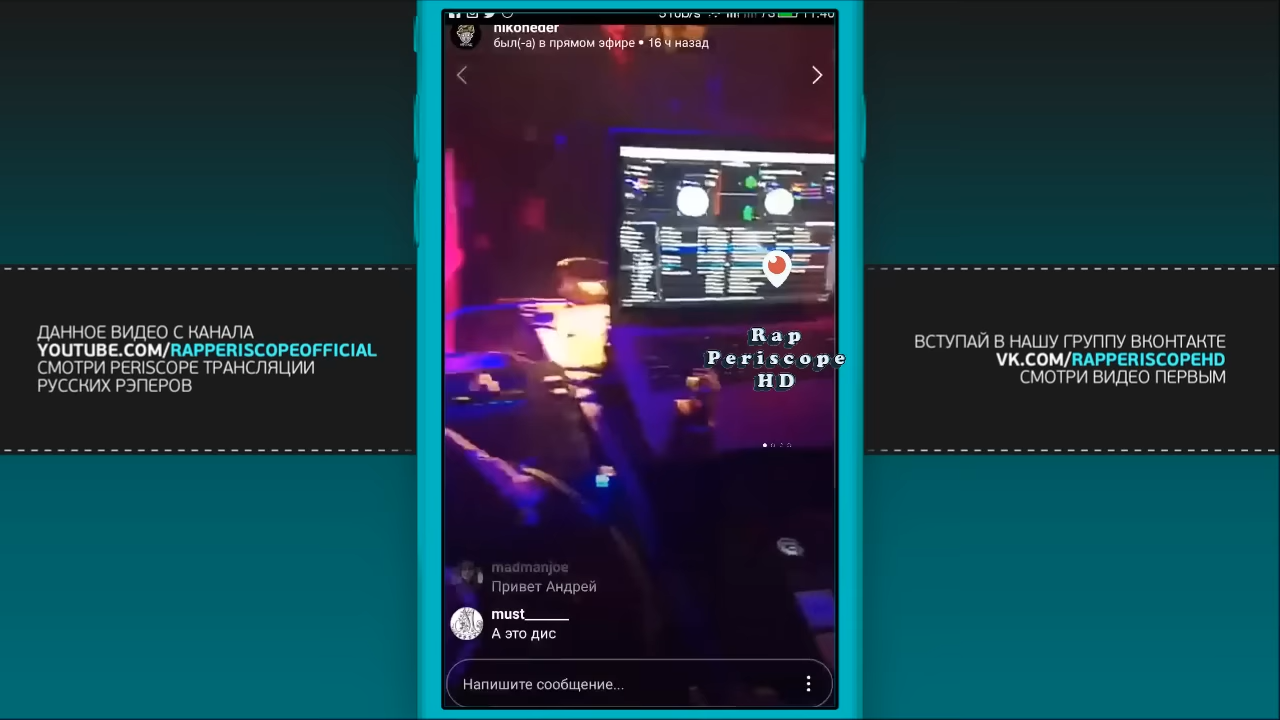 11:46
nikoneder
был(-а) в прямом эфире • 16 ч назад
ДАННОЕ ВИДЕО С КАНАЛА
YOUTUBE.COM/RAPPERISCOPEOFFICIAL
СМОТРИ PERISCOPE ТРАНСЛЯЦИИ
РУССКИХ РЭПЕРОВ
Rap
Periscope
HD
ВСТУПАЙ В НАШУ ГРУППУ ВКОНТАКТЕ
VK.COM/RAPPERISCOPEHD
СМОТРИ ВИДЕО ПЕРВЫМ
madmanjoe
Привет Андрей
must______
А это дис
Напишите сообщение...